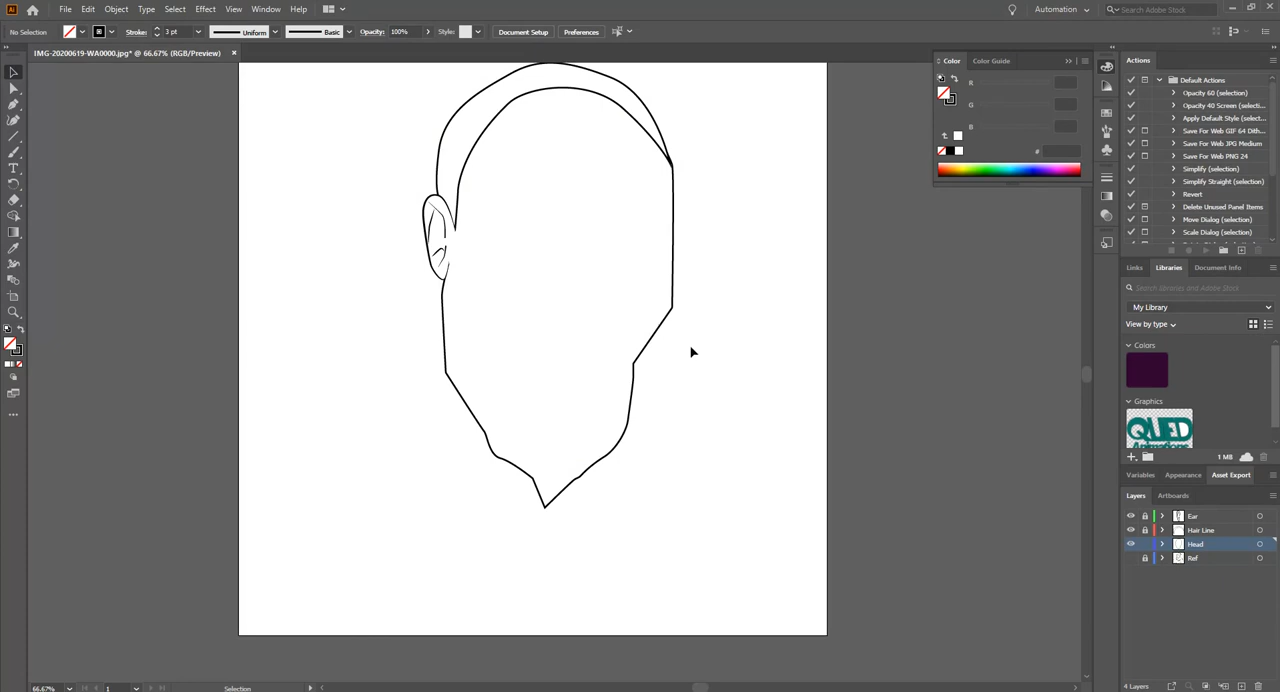 Ai File Edit Object Type Select Effect View Window Help Automation Search Adobe Stock
No Selection Stroke: 3 pt Uniform Basic Opacity: 100% Style: Document Setup Preferences
IMG-20200619-WA0000.jpg* @ 66.67% (RGB/Preview) ×
Color Color Guide
R
G
B
#
Actions
Default Actions
Opacity 60 (selection)
Opacity 40 Screen (selectio...
Apply Default Style (select...
Save For Web GIF 64 Dith...
Save For Web JPG Medium
Save For Web PNG 24
Simplify (selection)
Simplify Straight (selection)
Revert
Delete Unused Panel Items
Move Dialog (selection)
Scale Dialog (selection)
Links Libraries Document Info
Search libraries and Adobe Stock
My Library
View by type
Colors
Graphics
QUED
1 MB
Variables Appearance Asset Export
Layers Artboards
Ear
Hair Line
Head
Ref
66.67% 1 Selection
4 Layers